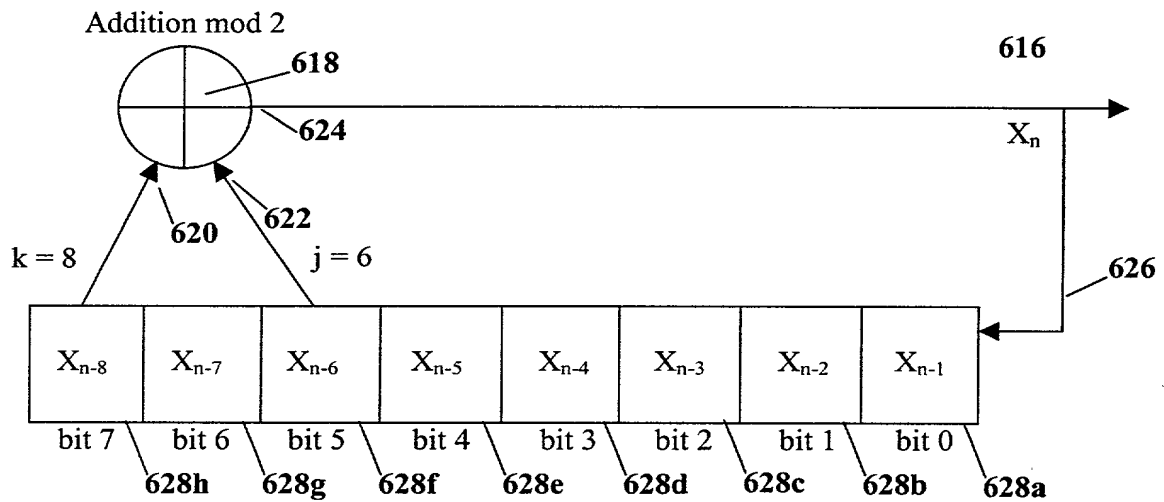 Addition mod 2
616
618
624
Xn
620
622
k = 8
j = 6
626
Xn-8 Xn-7 Xn-6 Xn-5 Xn-4 Xn-3 Xn-2 Xn-1
bit 7 bit 6 bit 5 bit 4 bit 3 bit 2 bit 1 bit 0
628h 628g 628f 628e 628d 628c 628b 628a